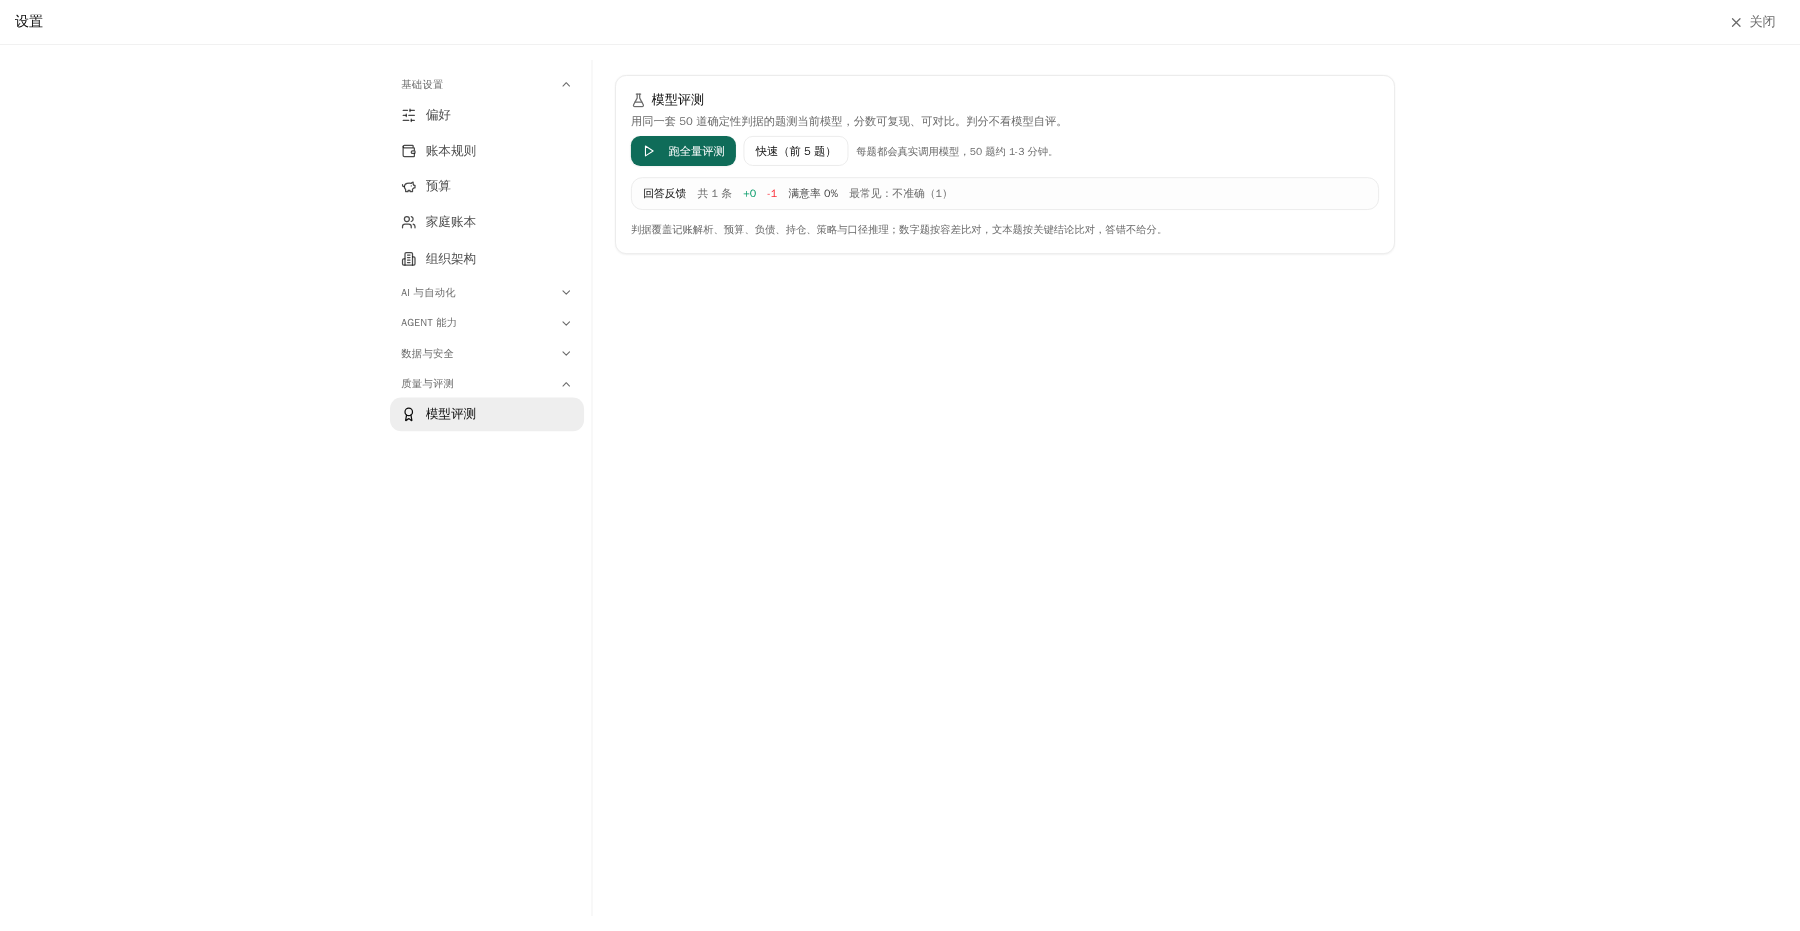 设置
关闭
基础设置
偏好
账本规则
预算
家庭账本
组织架构
AI 与自动化
AGENT 能力
数据与安全
质量与评测
模型评测
模型评测
用同一套 50 道确定性判据的题测当前模型，分数可复现、可对比。判分不看模型自评。
跑全量评测 快速（前 5 题） 每题都会真实调用模型，50 题约 1-3 分钟。
回答反馈 共 1 条 +0 -1 满意率 0% 最常见：不准确（1）
判据覆盖记账解析、预算、负债、持仓、策略与口径推理；数字题按容差比对，文本题按关键结论比对，答错不给分。